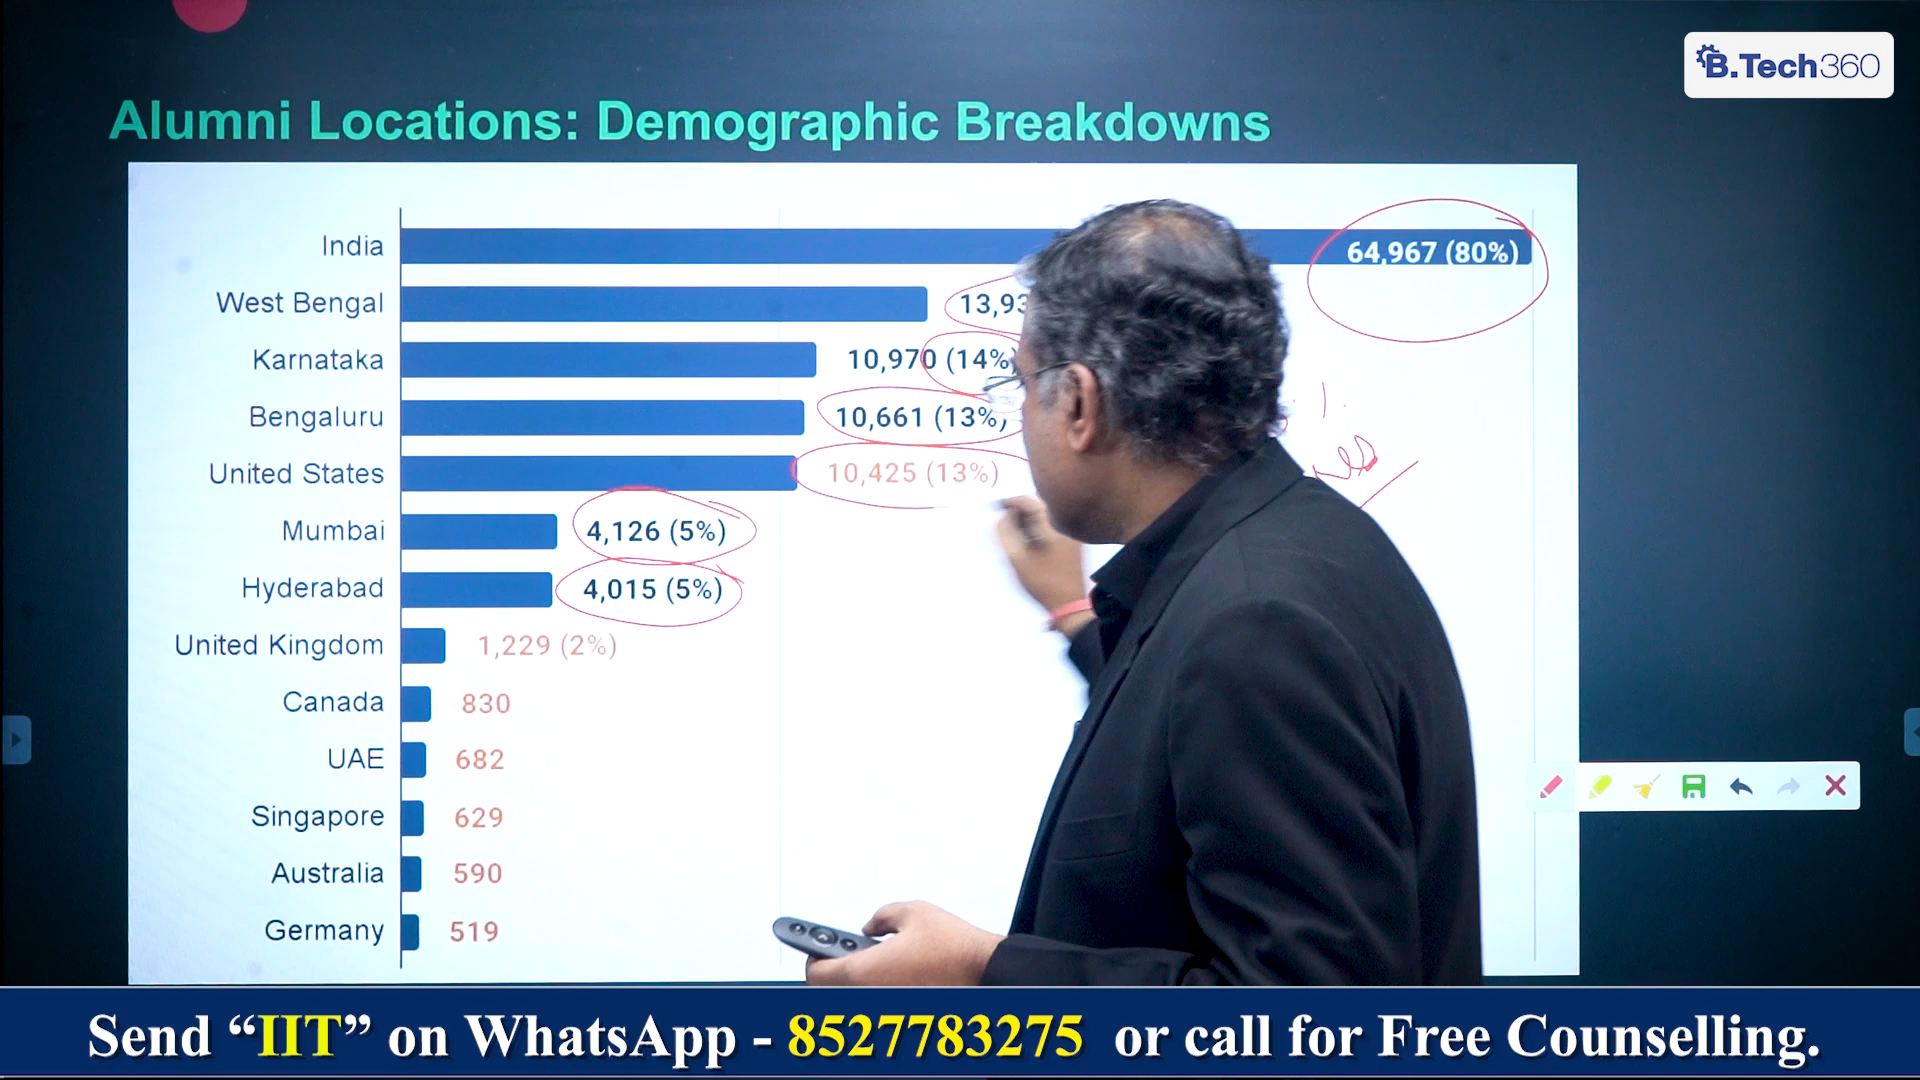 B.Tech360
Alumni Locations: Demographic Breakdowns
India 64,967 (80%)
West Bengal
Karnataka 10,970 (14%)
Bengaluru 10,661 (13%)
United States 10,425 (13%)
Mumbai 4,126 (5%)
Hyderabad 4,015 (5%)
United Kingdom 1,229 (2%)
Canada 830
UAE 682
Singapore 629
Australia 590
Germany 519
Send “IIT” on WhatsApp - 8527783275 or call for Free Counselling.